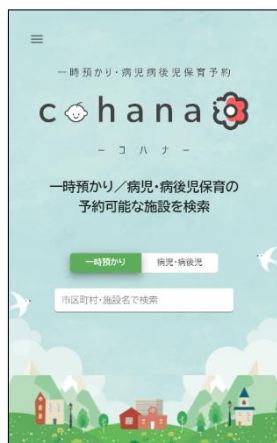 一時預かり・病児病後児保育予約
cohana
- コハナ -
一時預かり／病児・病後児保育の
予約可能な施設を検索
一時預かり
病児・病後児
市区町村・施設名で検索